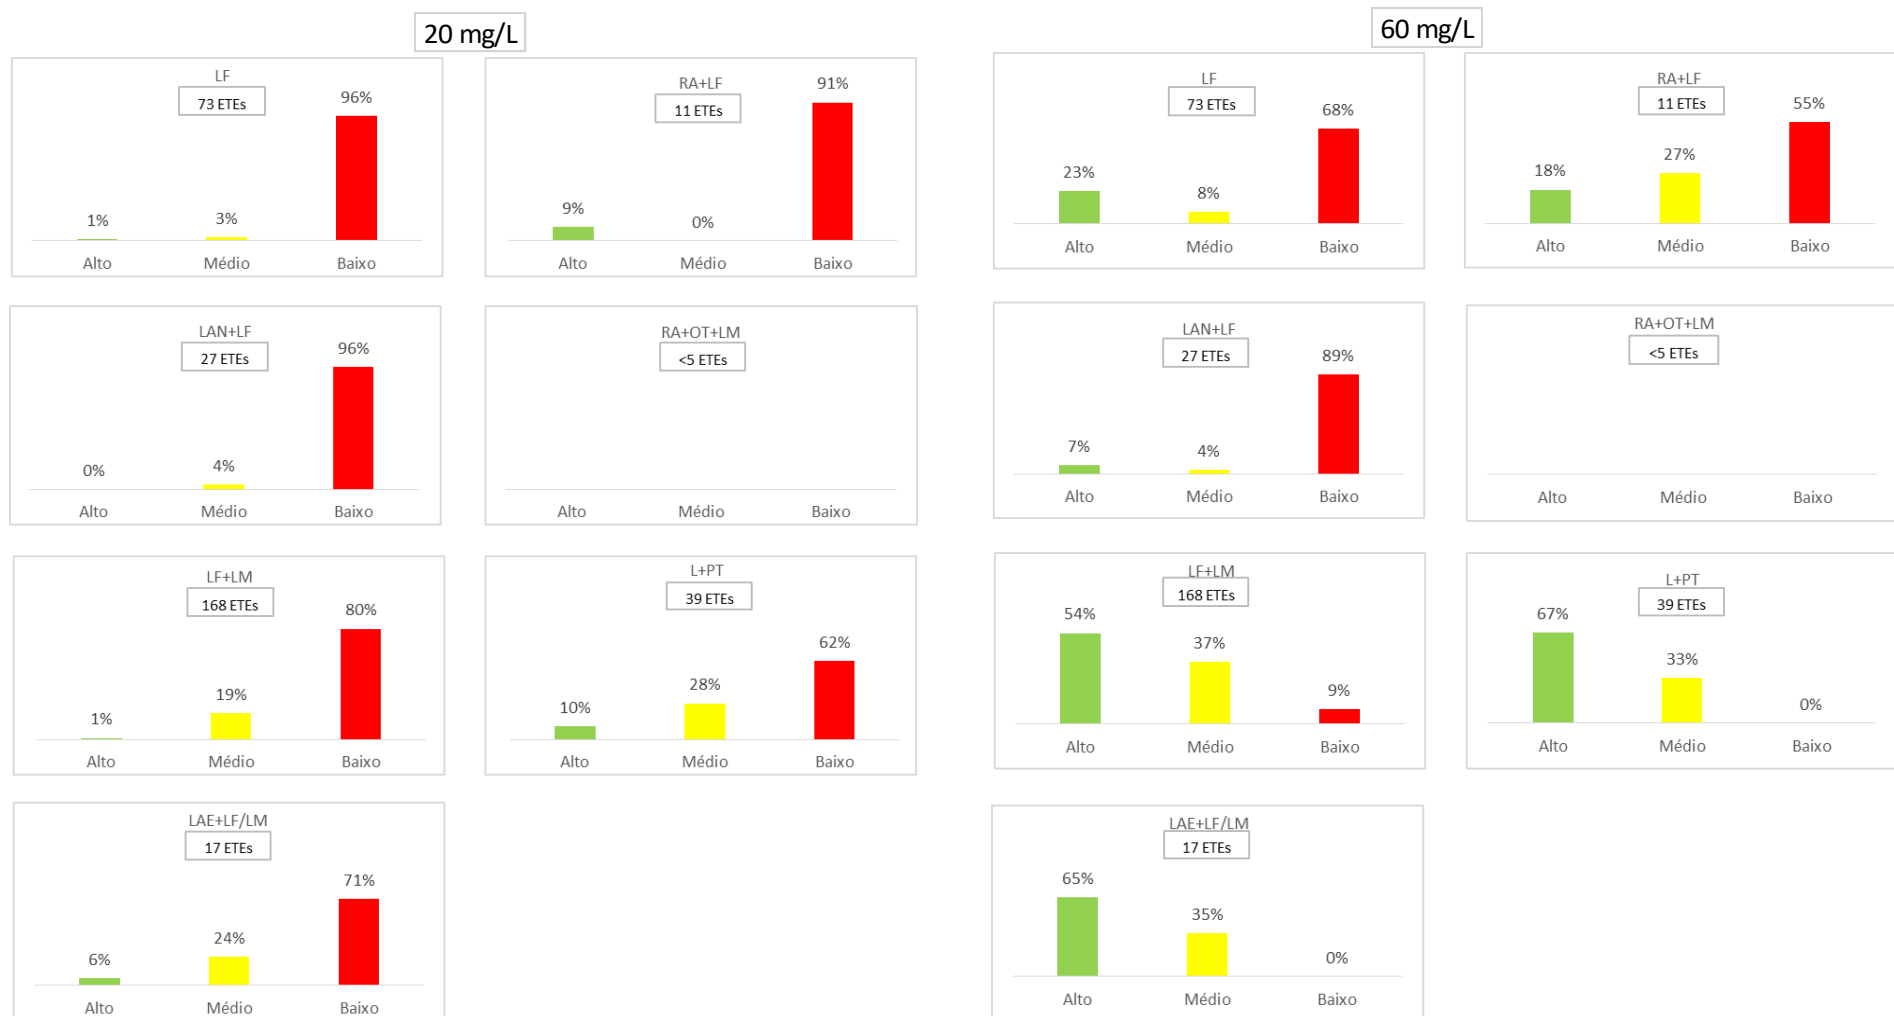 20 mg/L
LF
73 ETEs
1%
3%
96%
Alto
Médio
Baixo
RA+LF
11 ETEs
9%
0%
91%
Alto
Médio
Baixo
LAN+LF
27 ETEs
0%
4%
96%
Alto
Médio
Baixo
RA+OT+LM
<5 ETEs
Alto
Médio
Baixo
LF+LM
168 ETEs
1%
19%
80%
Alto
Médio
Baixo
L+PT
39 ETEs
10%
28%
62%
Alto
Médio
Baixo
LAE+LF/LM
17 ETEs
6%
24%
71%
Alto
Médio
Baixo
60 mg/L
LF
73 ETEs
23%
8%
68%
Alto
Médio
Baixo
RA+LF
11 ETEs
18%
27%
55%
Alto
Médio
Baixo
LAN+LF
27 ETEs
7%
4%
89%
Alto
Médio
Baixo
RA+OT+LM
<5 ETEs
Alto
Médio
Baixo
LF+LM
168 ETEs
54%
37%
9%
Alto
Médio
Baixo
L+PT
39 ETEs
67%
33%
0%
Alto
Médio
Baixo
LAE+LF/LM
17 ETEs
65%
35%
0%
Alto
Médio
Baixo